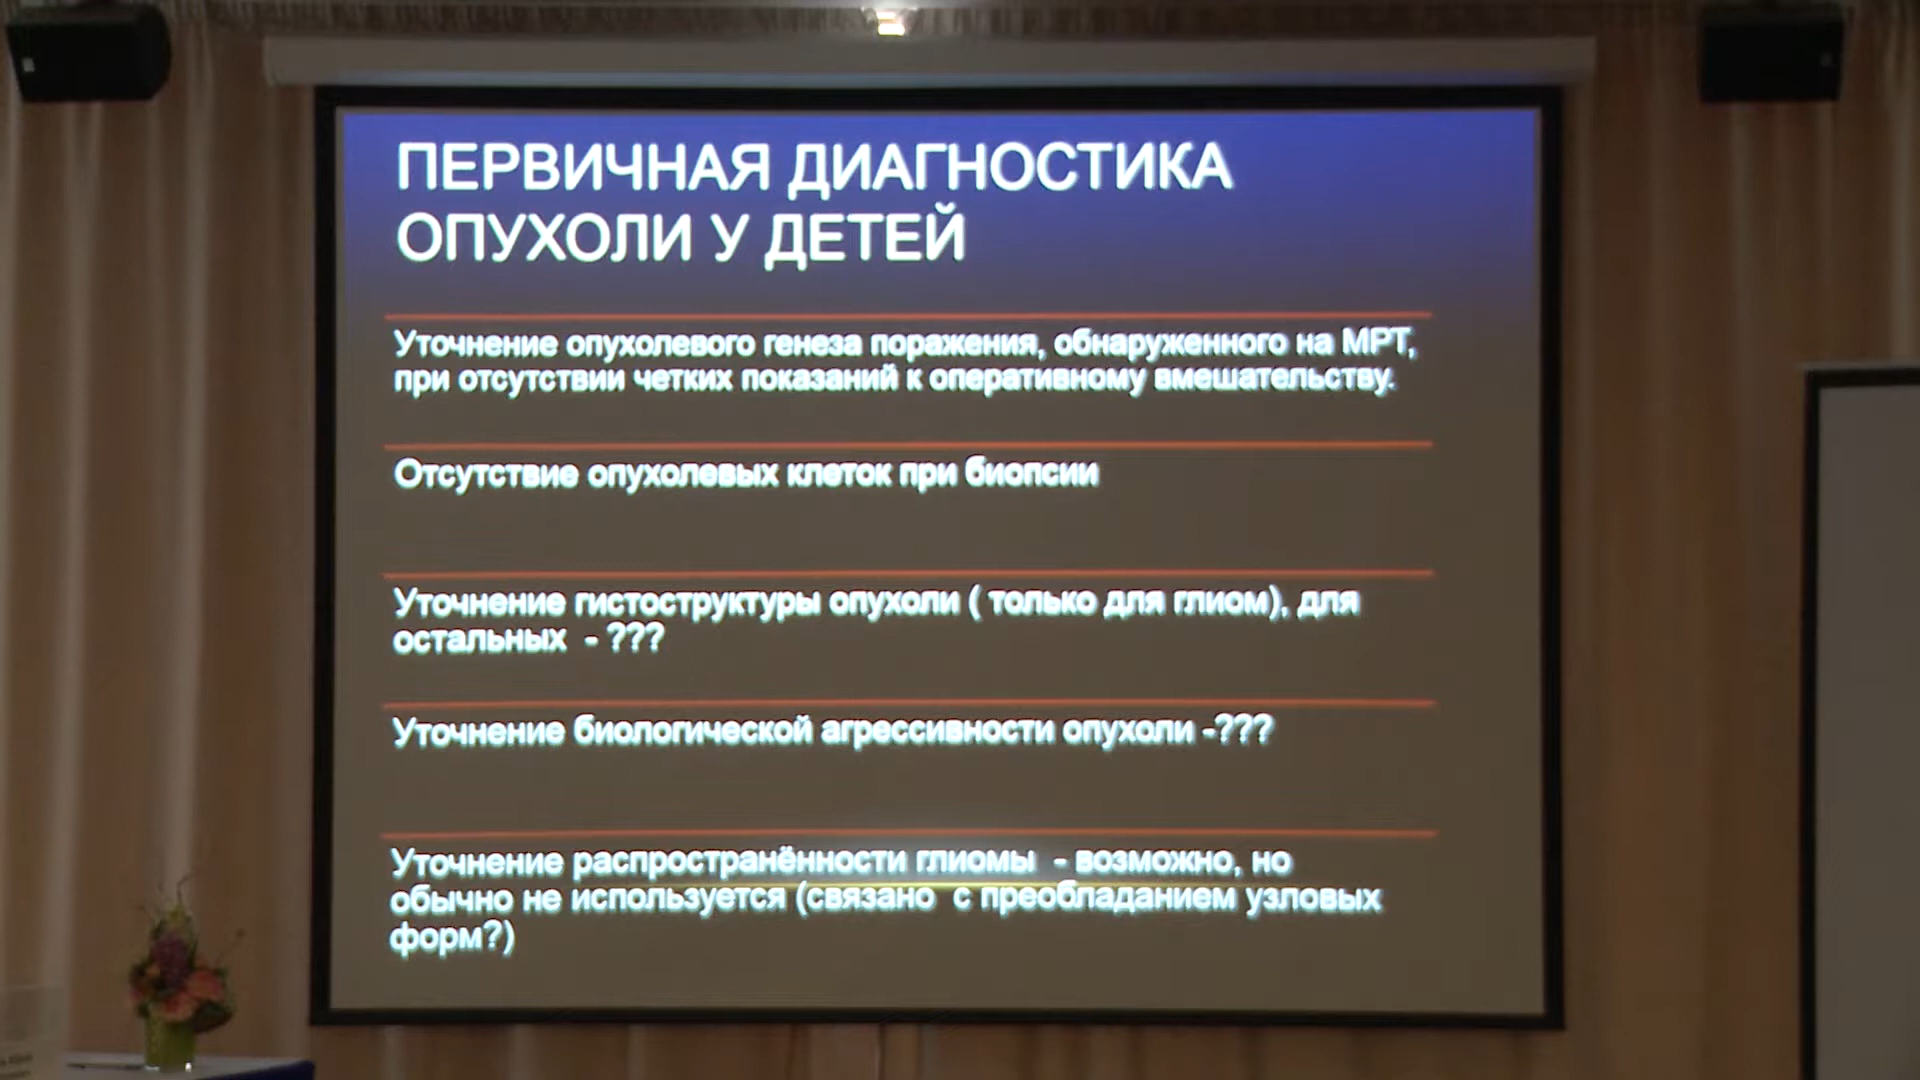 ПЕРВИЧНАЯ ДИАГНОСТИКА
ОПУХОЛИ У ДЕТЕЙ
Уточнение опухолевого генеза поражения, обнаруженного на МРТ,
при отсутствии четких показаний к оперативному вмешательству.
Отсутствие опухолевых клеток при биопсии
Уточнение гистоструктуры опухоли ( только для глиом), для
остальных - ???
Уточнение биологической агрессивности опухоли -???
Уточнение распространённости глиомы - возможно, но
обычно не используется (связано с преобладанием узловых
форм?)